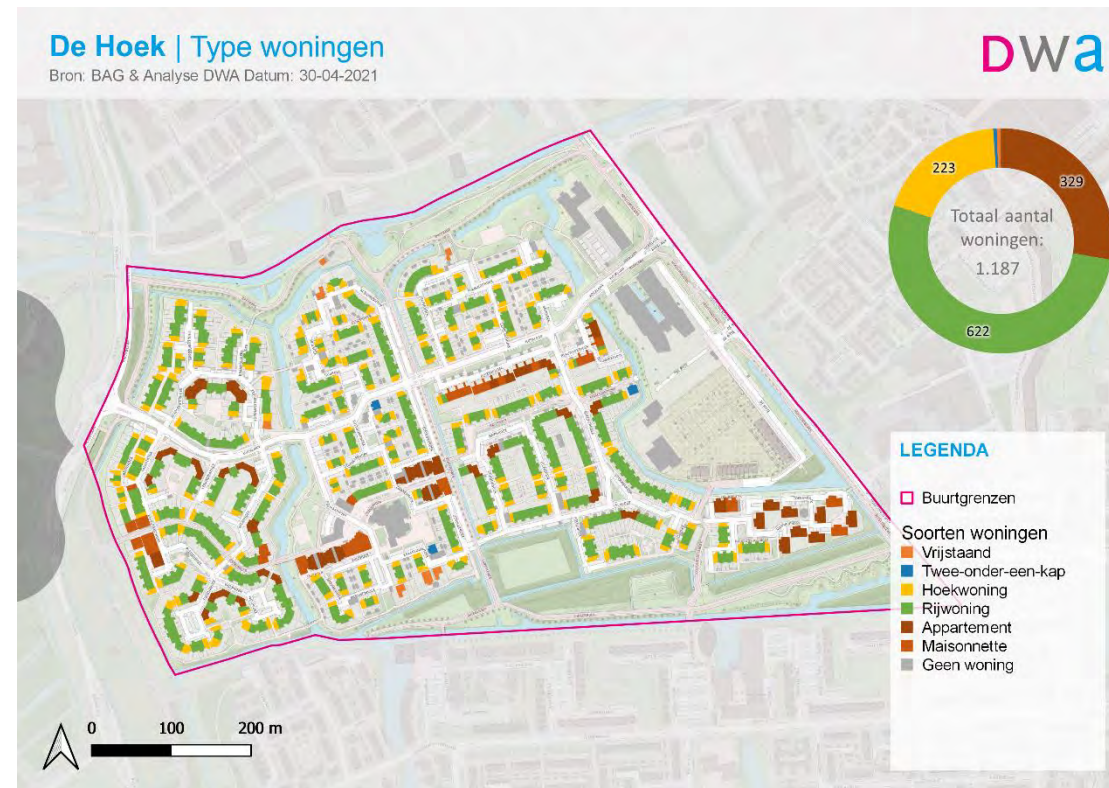 De Hoek | Type woningen
Bron: BAG & Analyse DWA Datum: 30-04-2021
Dwa
223
329
Totaal aantal
woningen:
1.187
622
LEGENDA
Buurtgrenzen
Soorten woningen
Vrijstaand
Twee-onder-een-kap
Hoekwoning
Rijwoning
Appartement
Maisonnette
Geen woning
0 100 200 m